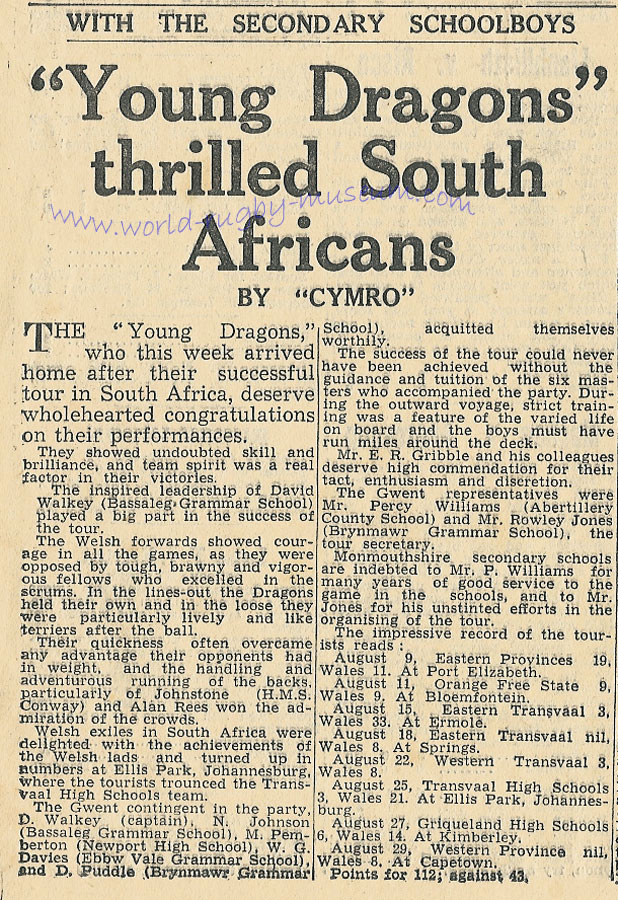 WITH THE SECONDARY SCHOOLBOYS
"Young Dragons"
thrilled South
Africans
www.world-rugby-museum.com
BY "CYMRO"
THE "Young Dragons,"
who this week arrived
home after their successful
tour in South Africa, deserve
wholehearted congratulations
on their performances.
They showed undoubted skill and
brilliance, and team spirit was a real
factor in their victories.
The inspired leadership of David
Walkey (Bassaleg Grammar School)
played a big part in the success of
the tour.
The Welsh forwards showed cour-
age in all the games, as they were
opposed by tough, brawny and vigor-
ous fellows who excelled in the
scrums. In the lines-out the Dragons
held their own and in the loose they
were particularly lively and like
terriers after the ball.
Their quickness often overcame
any advantage their opponents had
in weight, and the handling and
adventurous running of the backs,
particularly of Johnstone (H.M.S.
Conway) and Alan Rees won the ad-
miration of the crowds.
Welsh exiles in South Africa were
delighted with the achievements of
the Welsh lads and turned up in
numbers at Ellis Park, Johannesburg,
where the tourists trounced the Trans-
vaal High Schools team.
The Gwent contingent in the party,
D. Walkey (captain), N. Johnson
(Bassaleg Grammar School), M. Pem-
berton (Newport High School), W. G.
Davies (Ebbw Vale Grammar School),
and D. Puddle (Brynmawr Grammar
School), acquitted themselves
worthily.
The success of the tour could never
have been achieved without the
guidance and tuition of the six mas-
ters who accompanied the party. Dur-
ing the outward voyage, strict train-
ing was a feature of the varied life
on board and the boys must have
run miles around the deck.
Mr. E. R. Gribble and his colleagues
deserve high commendation for their
tact, enthusiasm and discretion.
The Gwent representatives were
Mr. Percy Williams (Abertillery
County School) and Mr. Rowley Jones
(Brynmawr Grammar School), the
tour secretary.
Monmouthshire secondary schools
are indebted to Mr. P. Williams for
many years of good service to the
game in the schools, and to Mr.
Jones for his unstinted efforts in the
organising of the tour.
The impressive record of the tour-
ists reads :
August 9, Eastern Provinces 19,
Wales 11. At Port Elizabeth.
August 11, Orange Free State 9,
Wales 9. At Bloemfontein.
August 15, Eastern Transvaal 3,
Wales 33. At Ermole.
August 18, Eastern Transvaal nil,
Wales 8. At Springs.
August 22, Western Transvaal 3,
Wales 8.
August 25, Transvaal High Schools
3, Wales 21. At Ellis Park, Johannes-
burg.
August 27, Griqueland High Schools
6, Wales 14. At Kimberley.
August 29, Western Province nil,
Wales 8. At Capetown.
Points for 112; against 43.